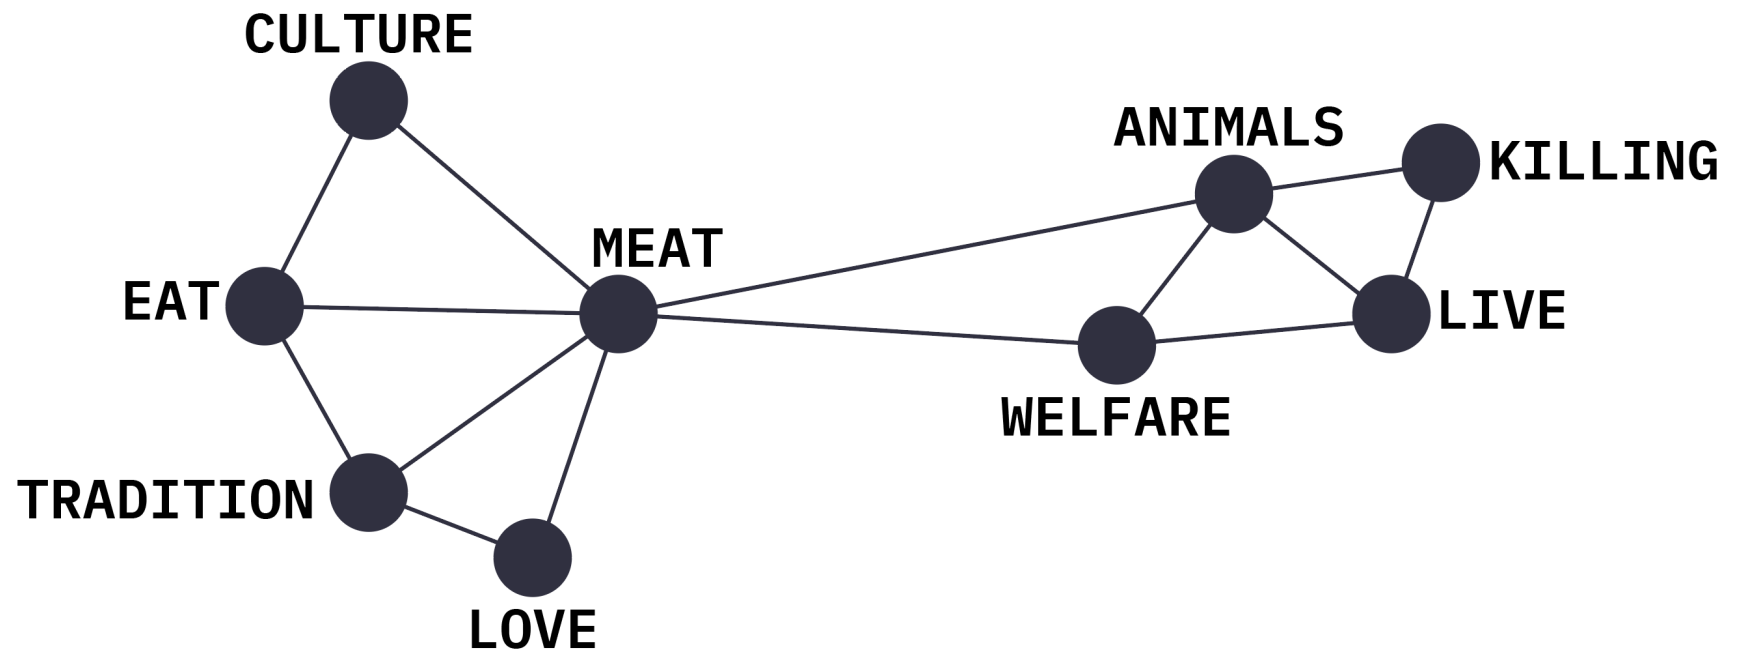 CULTURE
ANIMALS
KILLING
MEAT
EAT
LIVE
WELFARE
TRADITION
LOVE